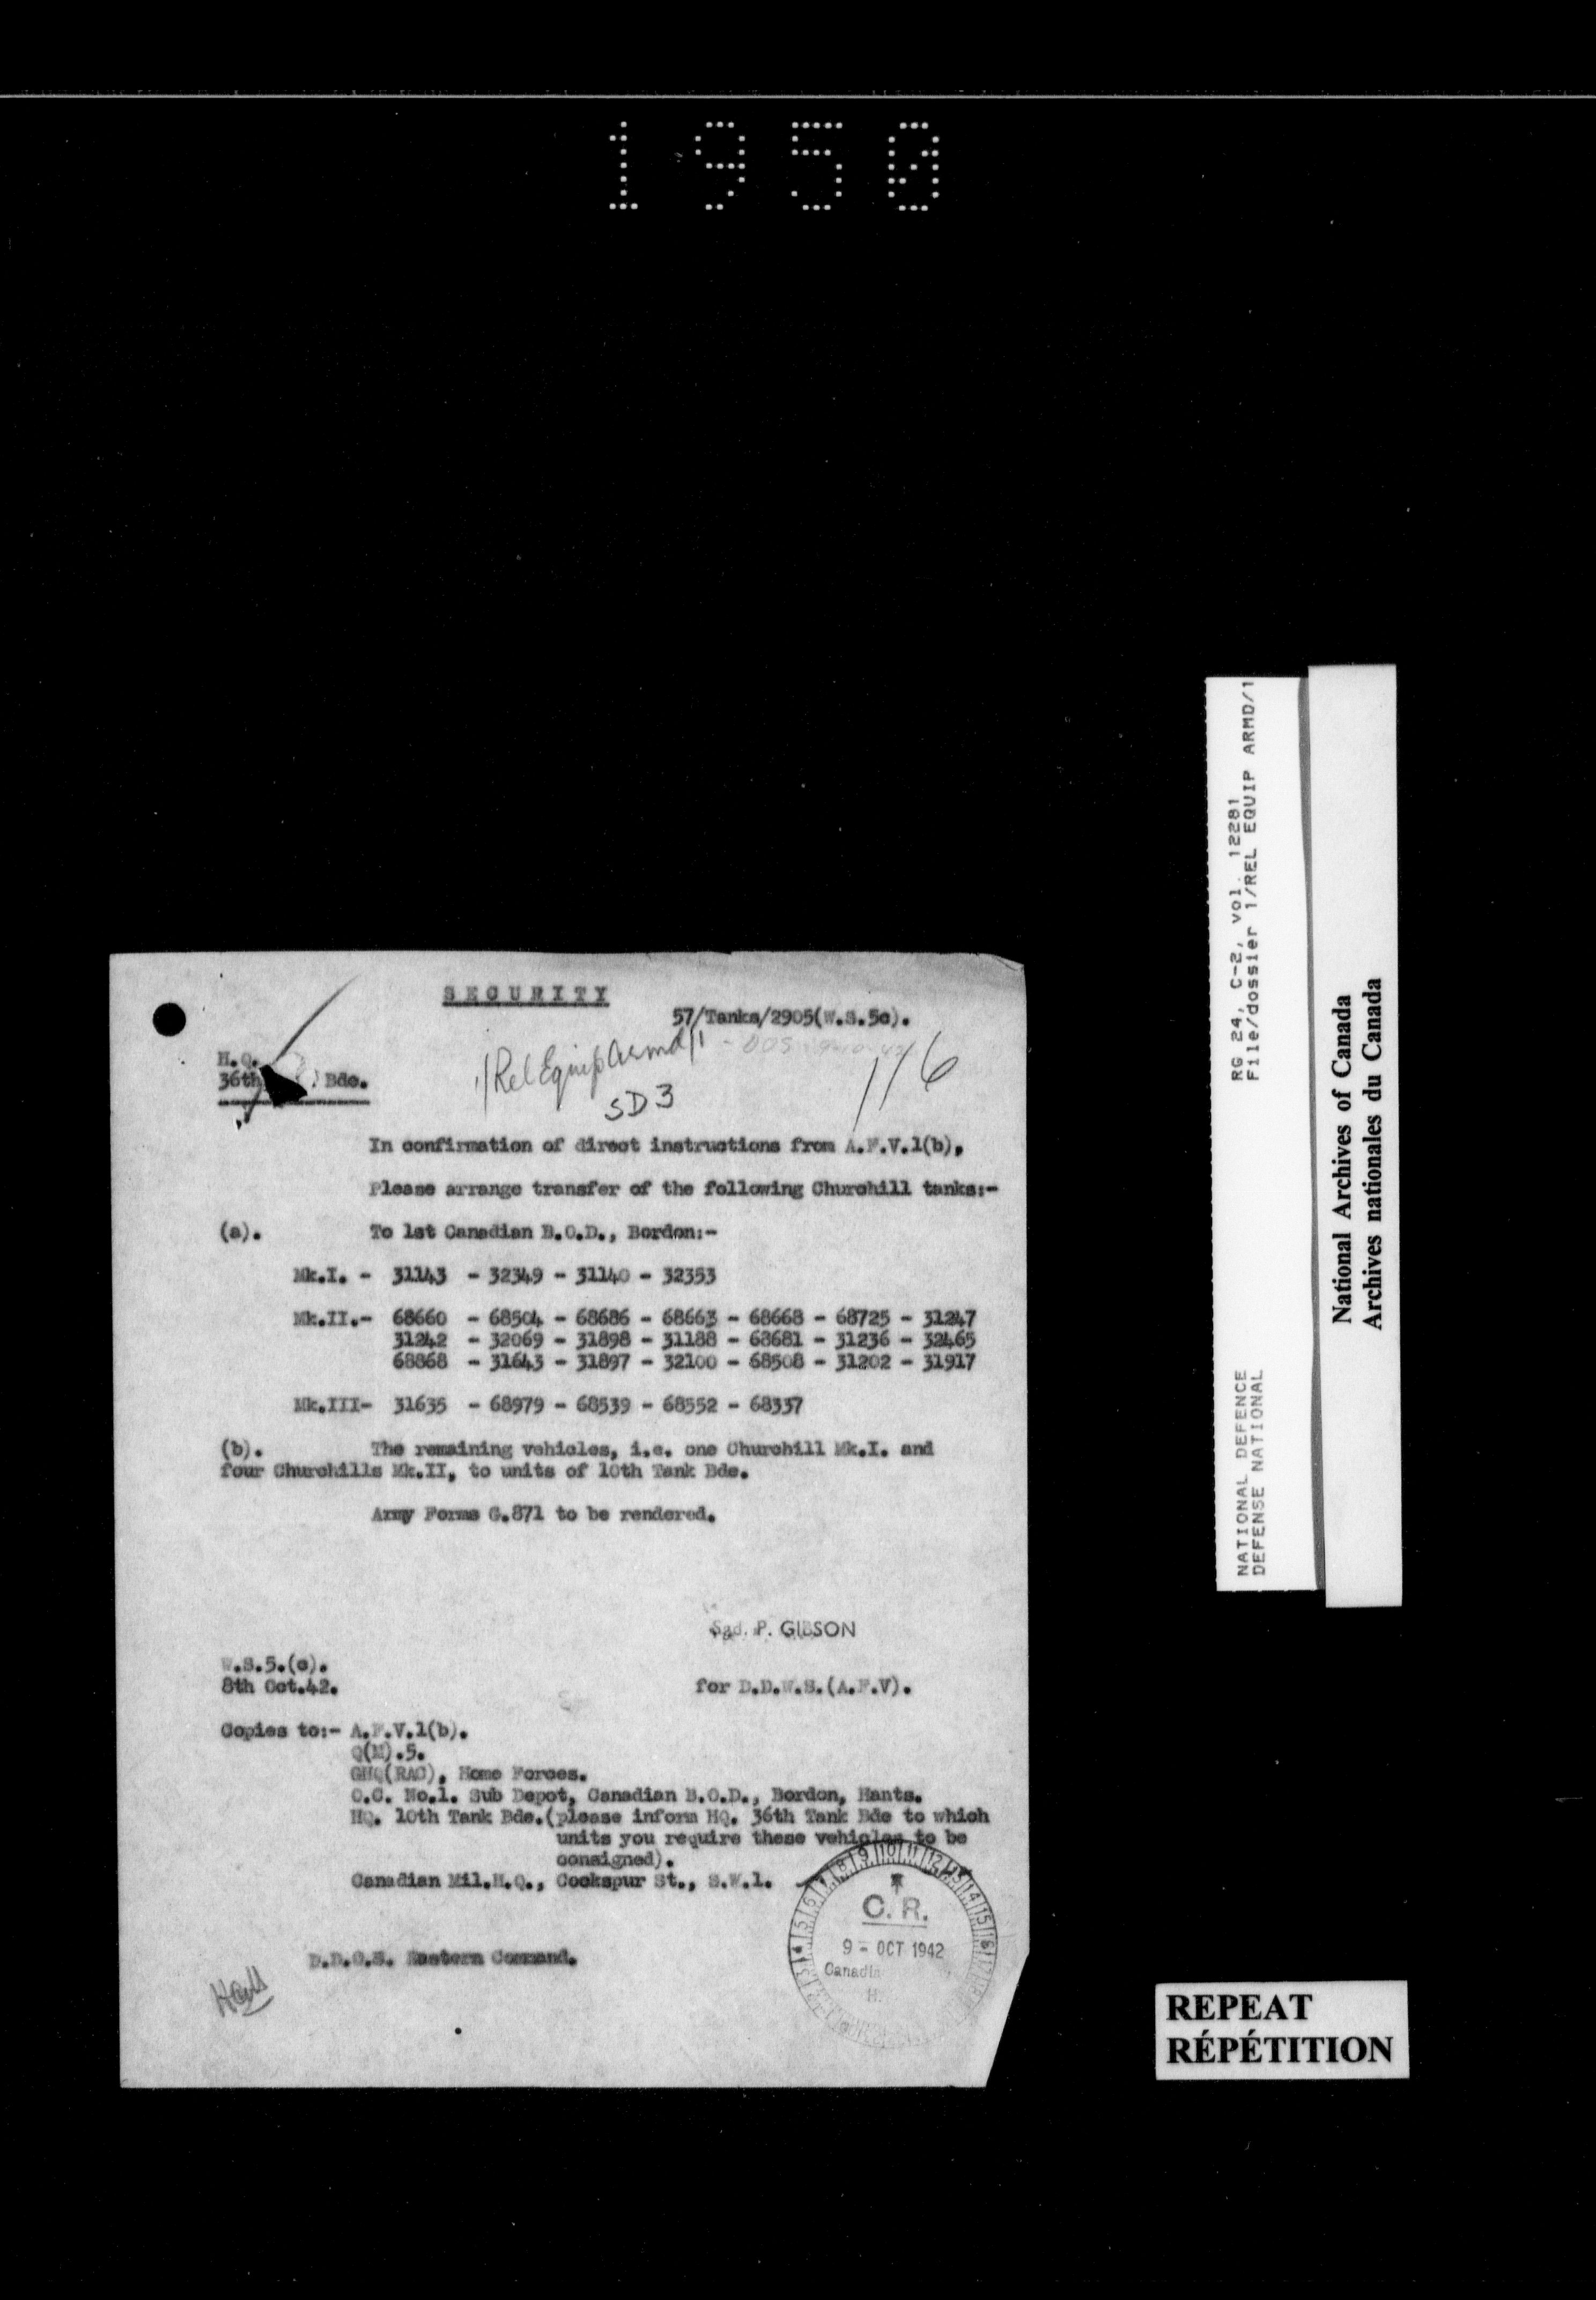 1950
SECURITY
57/Tanks/2905(W.S.5c).
1/Rel Equip Armd/1
116
SD3
H.Q.
36th Bde.
In confirmation of direct instructions from A.F.V.1(b),
Please arrange transfer of the following Churchill tanks:-
(a). To 1st Canadian B.O.D., Bordon:-
Mk.I. - 31143 - 32349 - 31140 - 32353
Mk.II.- 68660 - 68504 - 68686 - 68663 - 68668 - 68725 - 31247
31242 - 32069 - 31898 - 31188 - 68681 - 31236 - 32465
68868 - 31643 - 31897 - 32100 - 68508 - 31202 - 31917
Mk.III- 31635 - 68979 - 68539 - 68552 - 68337
(b). The remaining vehicles, i.e. one Churchill Mk.I. and
four Churchills Mk.II, to units of 10th Tank Bde.
Army Forms G.871 to be rendered.
Sgd. P. GIBSON
W.S.5.(c).
8th Oct.42.
for D.D.W.S.(A.F.V).
Copies to:- A.F.V.1(b).
Q(M).5.
GHQ(RAC), Home Forces.
O.C. No.1. Sub Depot, Canadian B.O.D., Bordon, Hants.
HQ. 10th Tank Bde.(please inform HQ. 36th Tank Bde to which
units you require these vehicles to be
consigned).
Canadian Mil.H.Q., Cockspur St., S.W.1.
D.D.O.S. Eastern Command.
C. R.
9 - OCT 1942
RG 24, C-2, vol. 12281
File/dossier 1/REL EQUIP ARMD/1
NATIONAL DEFENCE
DEFENSE NATIONAL
National Archives of Canada
Archives nationales du Canada
REPEAT
RÉPÉTITION